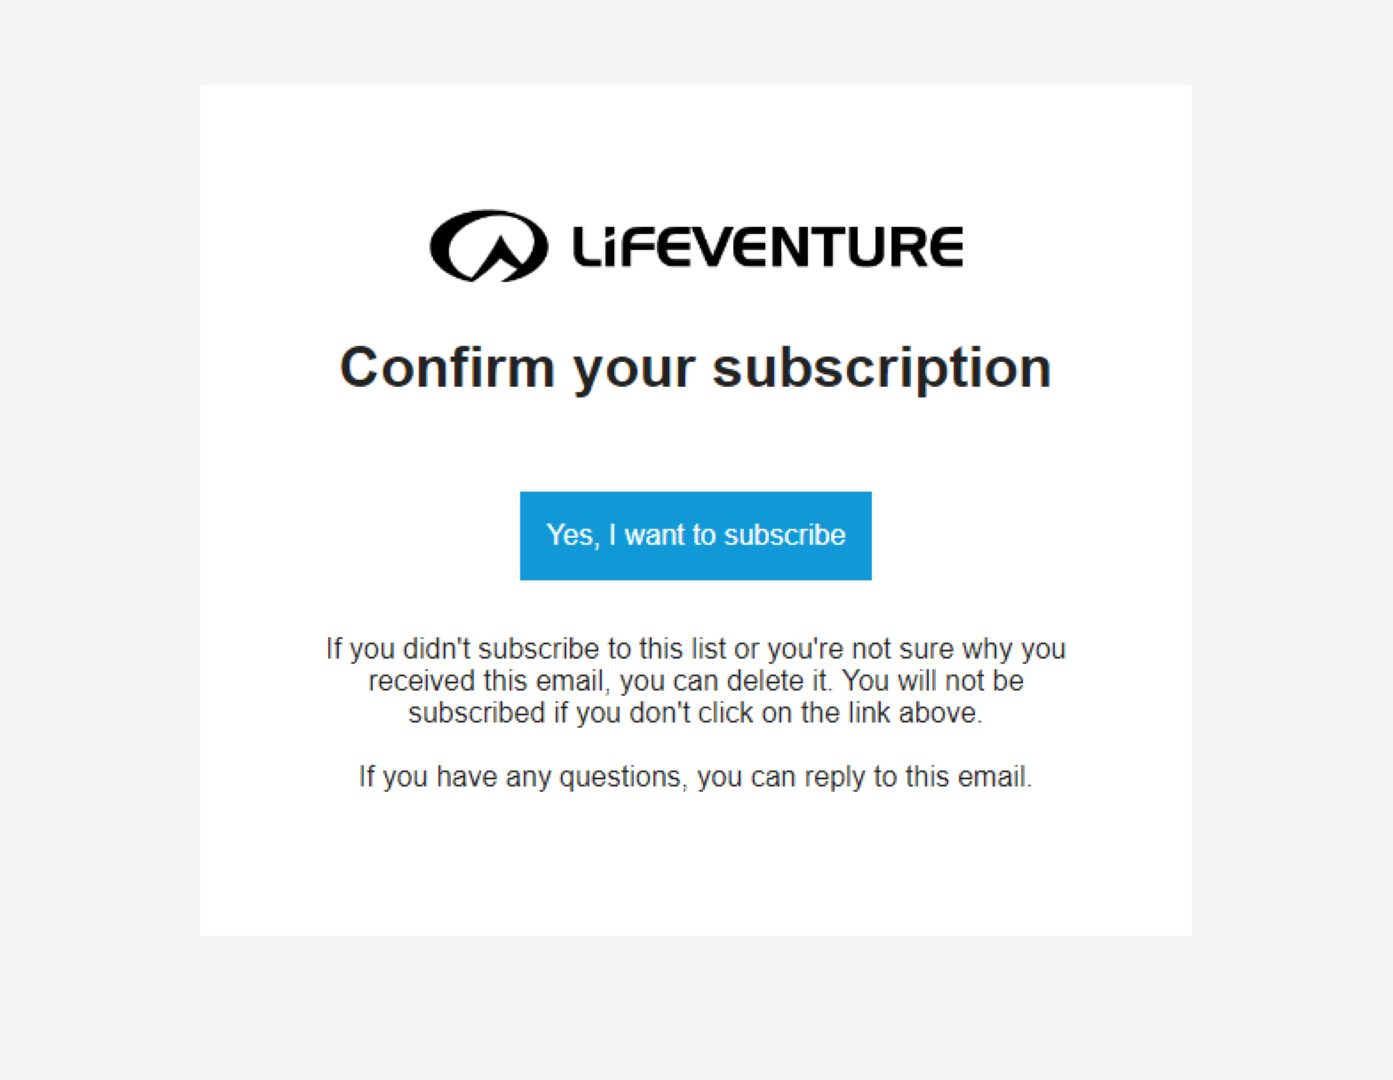 LiFEVENTURE
Confirm your subscription
Yes, I want to subscribe
If you didn't subscribe to this list or you're not sure why you
received this email, you can delete it. You will not be
subscribed if you don't click on the link above.
If you have any questions, you can reply to this email.